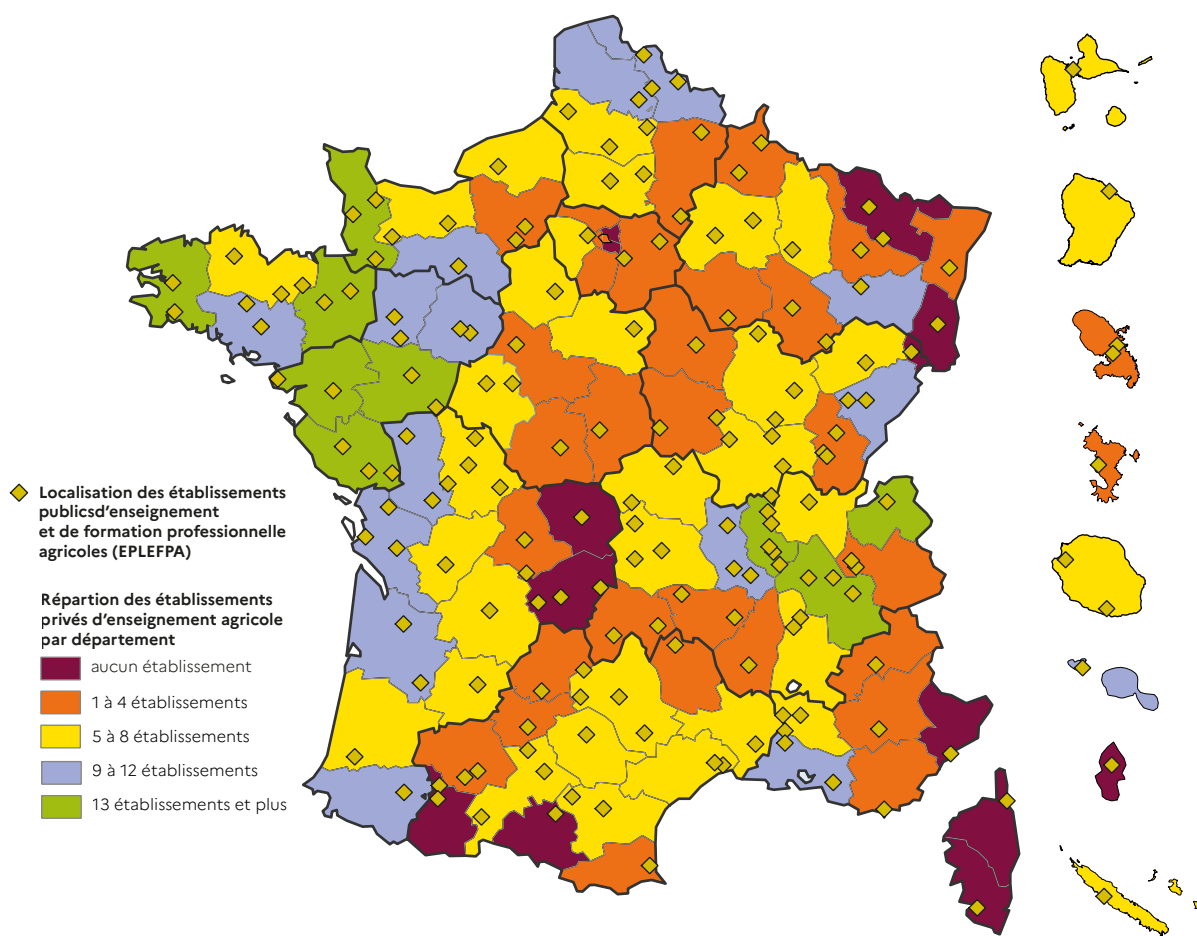 Localisation des établissements
publicsd’enseignement
et de formation professionnelle
agricoles (EPLEFPA)
Répartion des établissements
privés d’enseignement agricole
par département
aucun établissement
1 à 4 établissements
5 à 8 établissements
9 à 12 établissements
13 établissements et plus